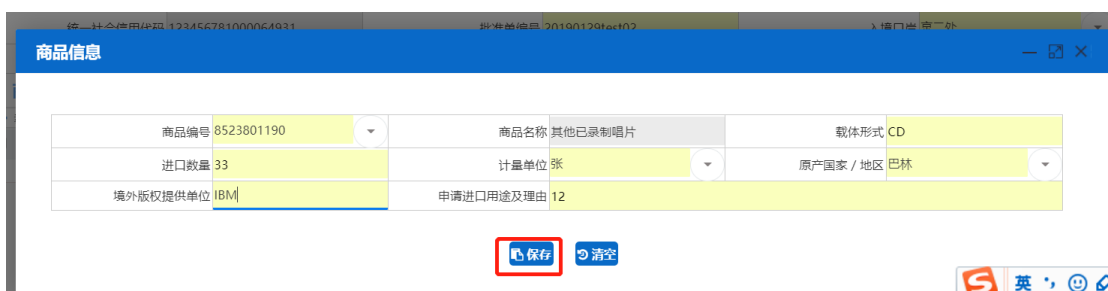 统一社会信用代码 123456781000064931 批准单编号 20190129test02 入境口岸
商品信息
商品编号 8523801190 商品名称 其他已录制唱片 载体形式 CD
进口数量 33 计量单位 张 原产国家 / 地区 巴林
境外版权提供单位 IBM 申请进口用途及理由 12
保存 清空
英